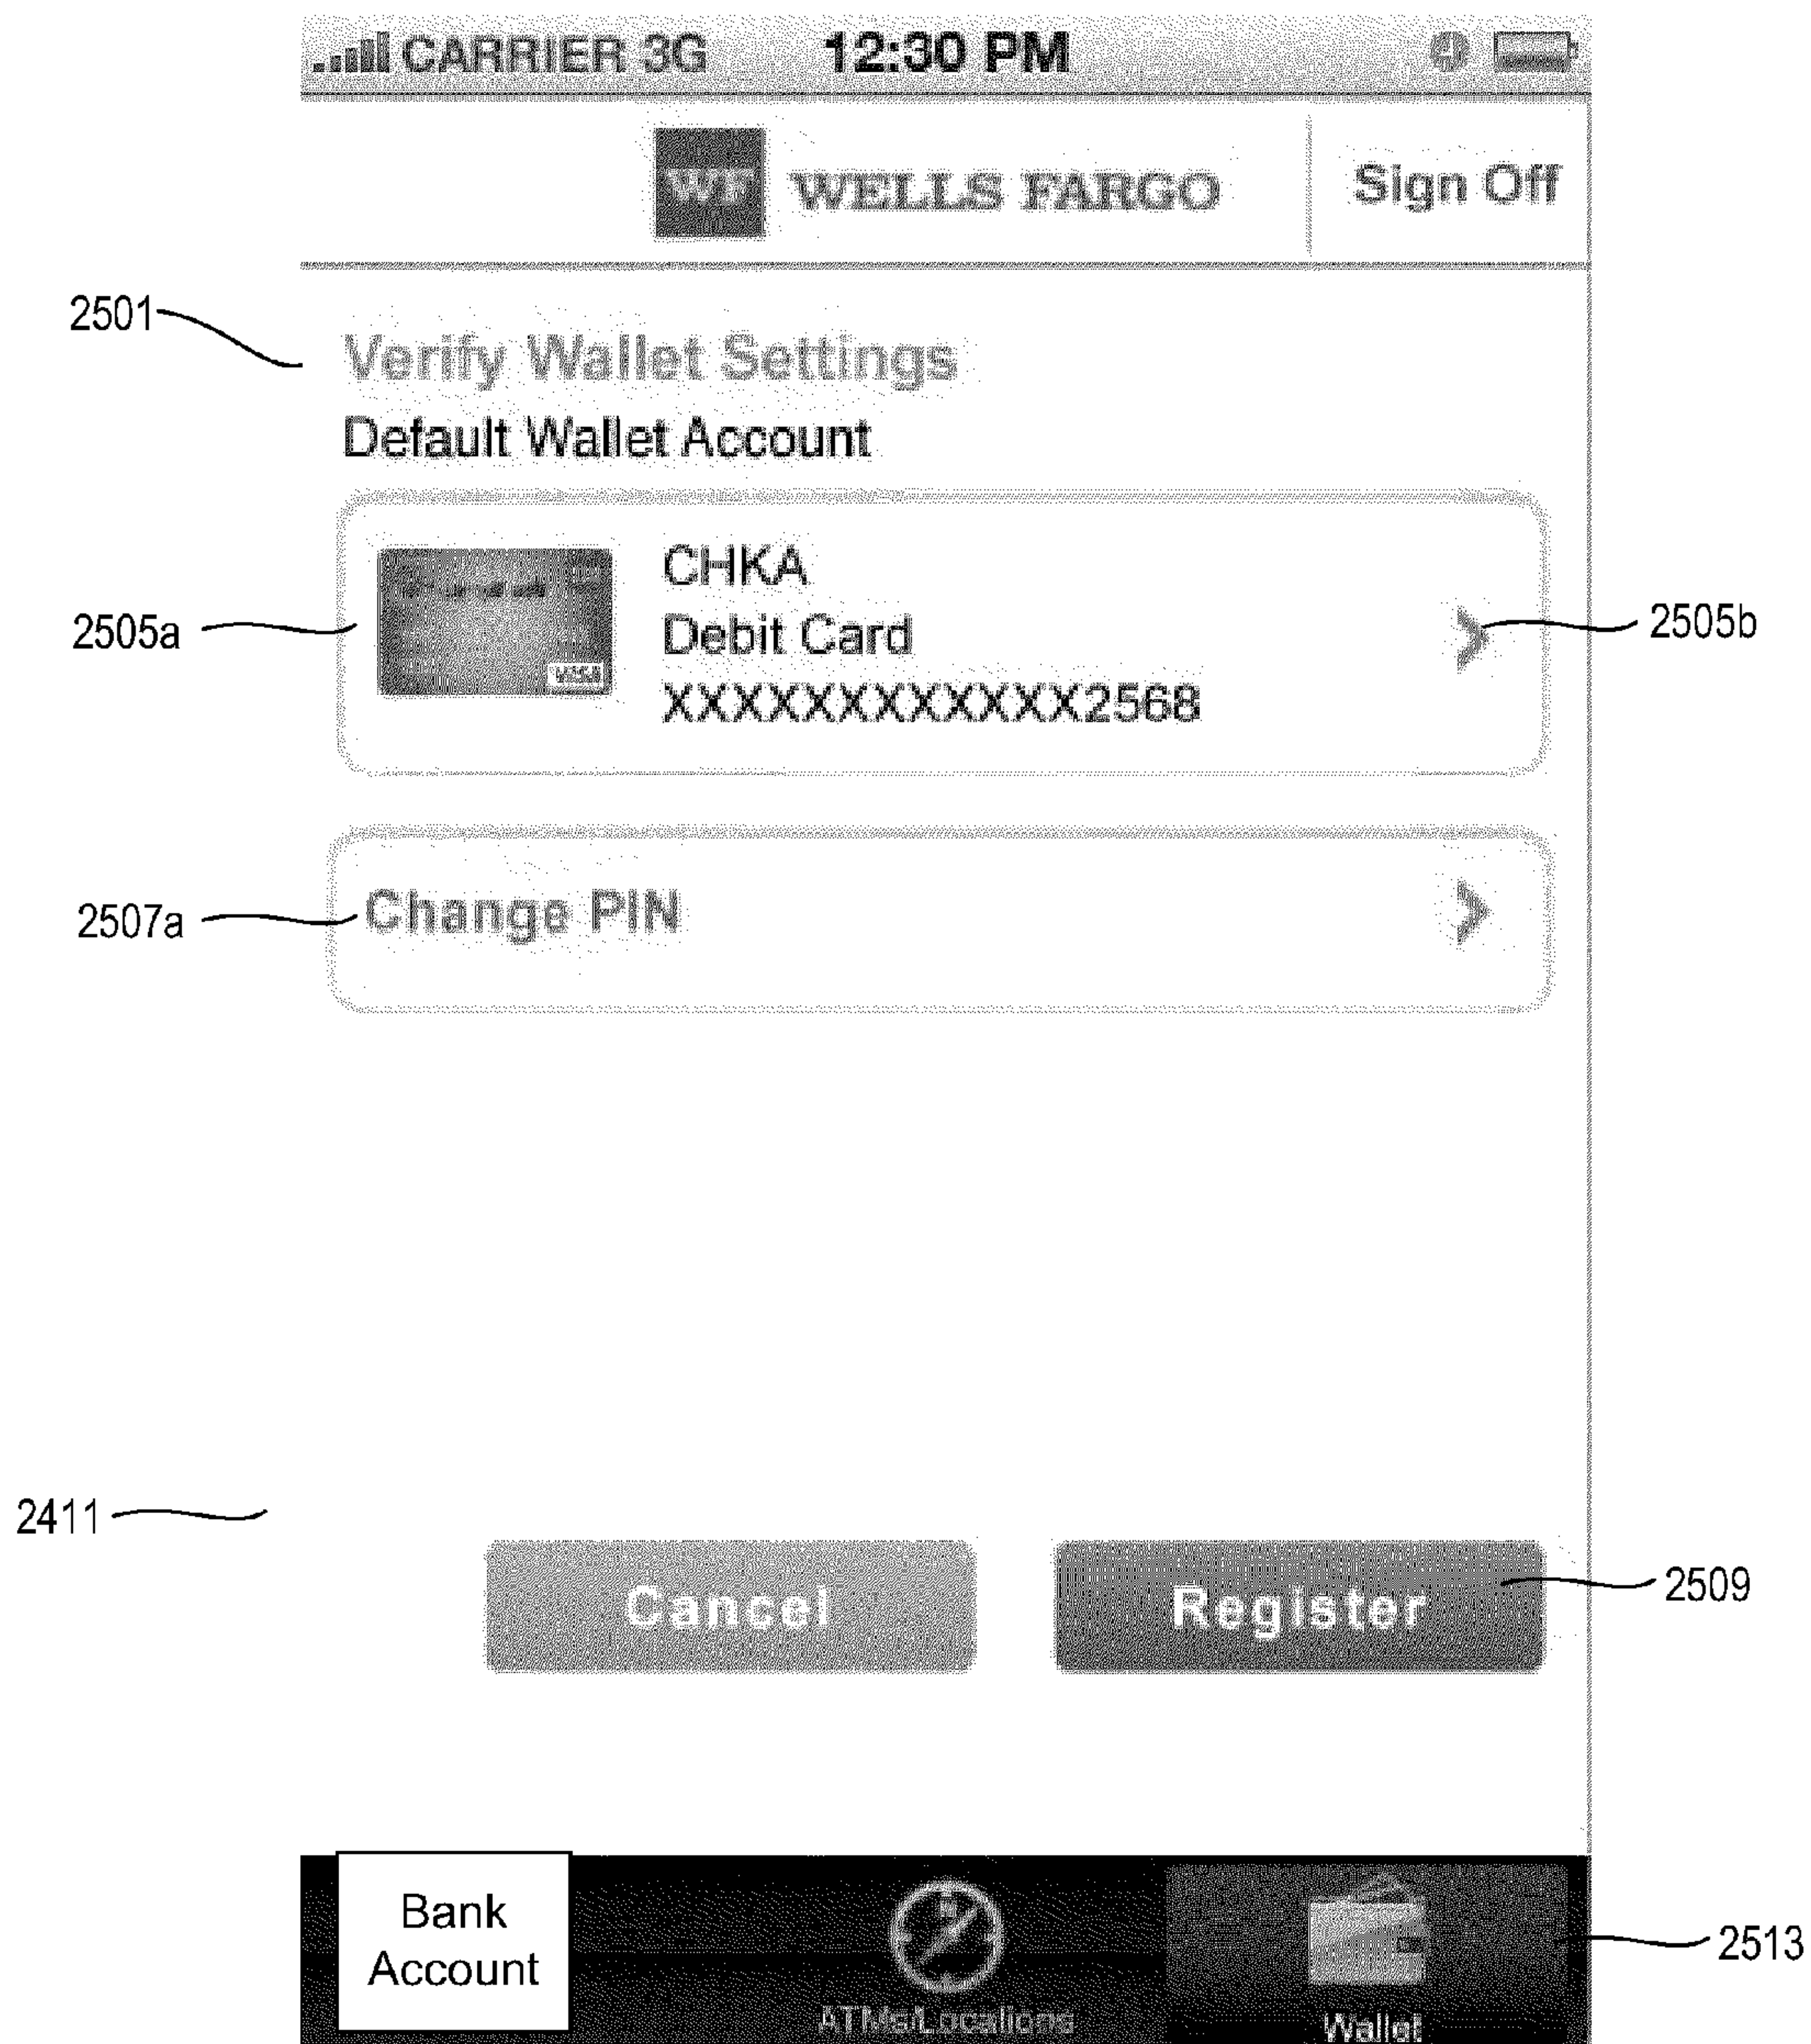 CARRIER 3G 12:30 PM
WF WELLS FARGO Sign Off
2501
Verify Wallet Settings
Default Wallet Account
CHKA
2505a VISA Debit Card 2505b
XXXXXXXXXXXX2568
2507a Change PIN
2411
Cancel Register 2509
Bank
Account
2513
ATMs/Locations Wallet